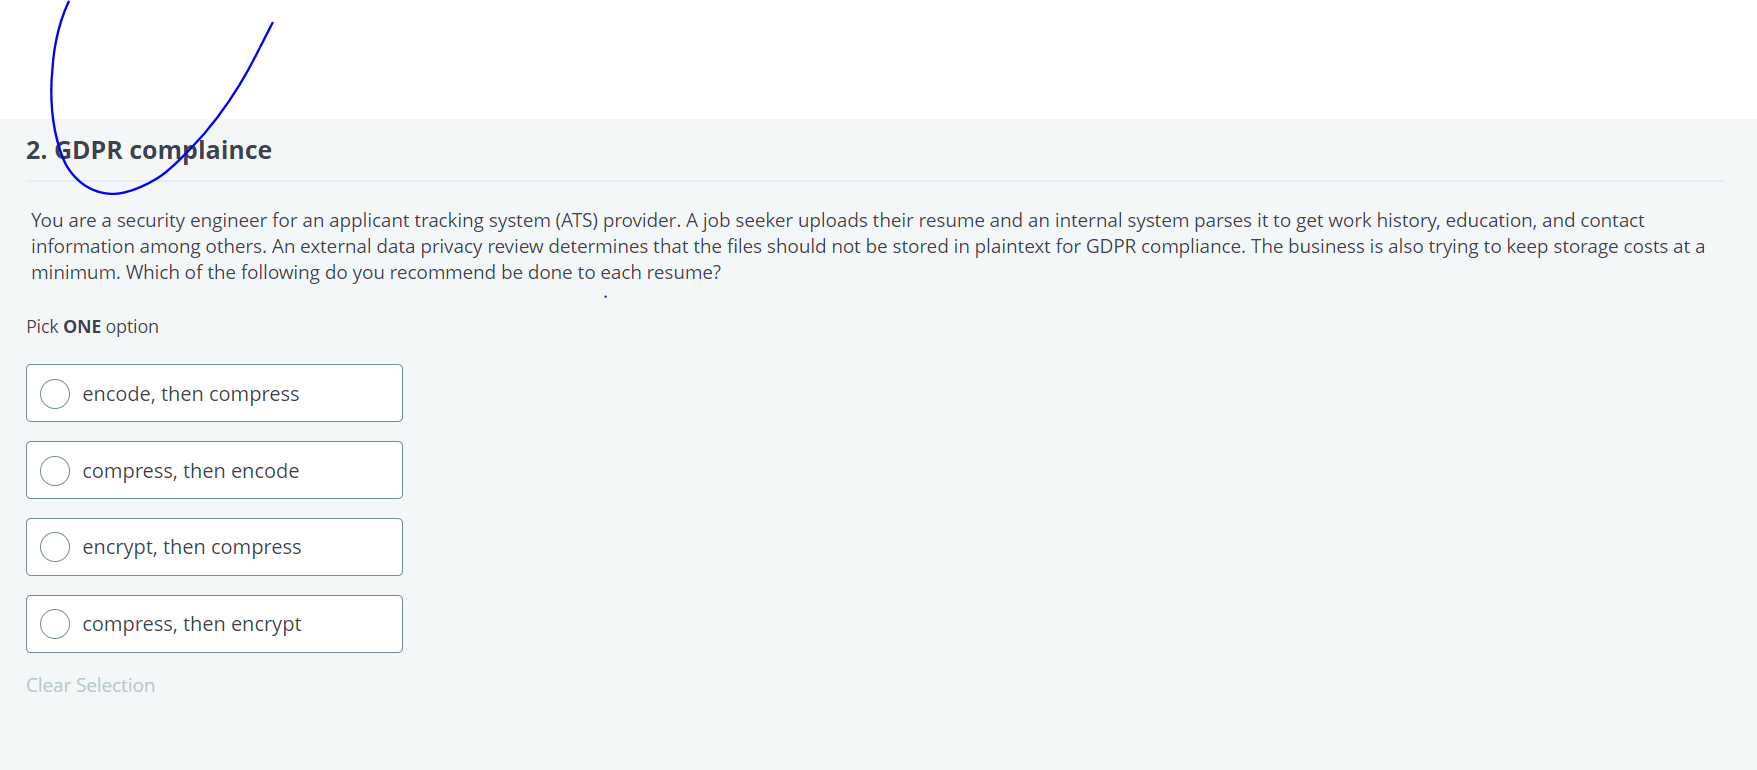 2. GDPR complaince
You are a security engineer for an applicant tracking system (ATS) provider. A job seeker uploads their resume and an internal system parses it to get work history, education, and contact
information among others. An external data privacy review determines that the files should not be stored in plaintext for GDPR compliance. The business is also trying to keep storage costs at a
minimum. Which of the following do you recommend be done to each resume?
Pick ONE option
encode, then compress
compress, then encode
encrypt, then compress
compress, then encrypt
Clear Selection